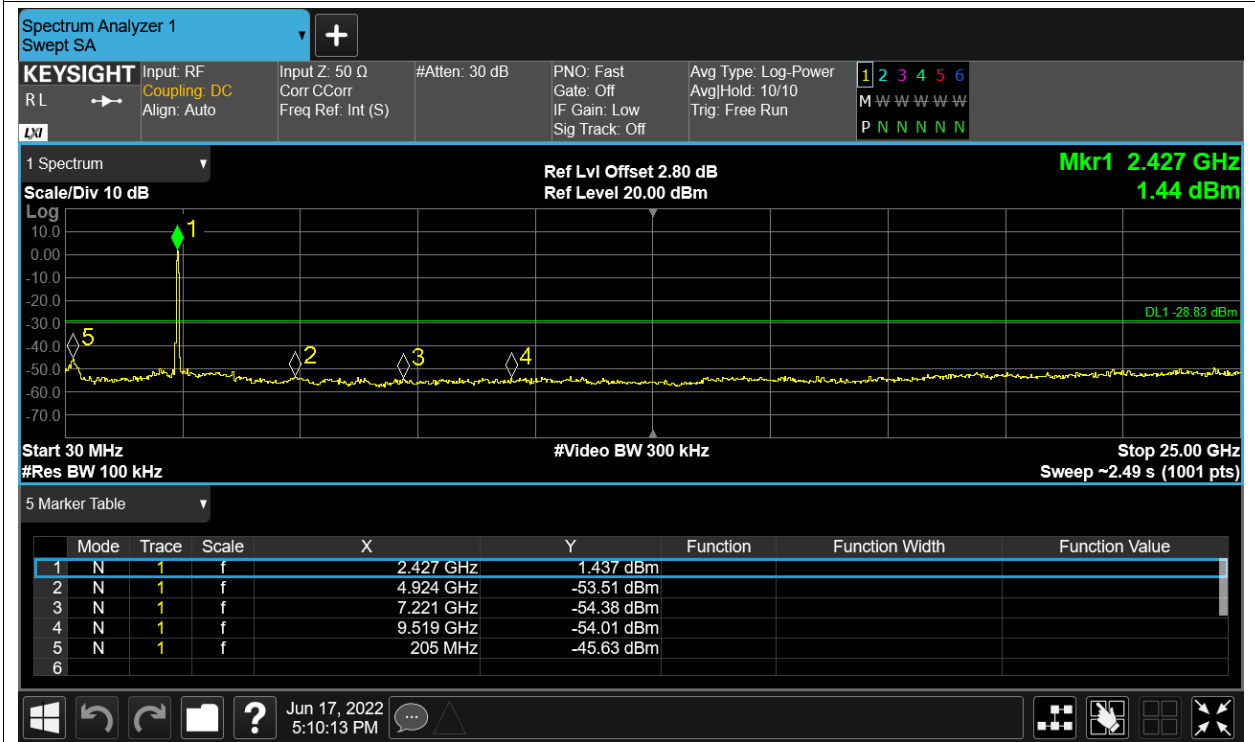 Spectrum Analyzer 1
Swept SA
KEYSIGHT Input: RF Input Z: 50 Ω #Atten: 30 dB PNO: Fast Avg Type: Log-Power 1 2 3 4 5 6
R L Coupling: DC Corr CCorr Gate: Off Avg|Hold: 10/10 M W W W W W
Align: Auto Freq Ref: Int (S) IF Gain: Low Trig: Free Run
LXI Sig Track: Off P N N N N N
1 Spectrum Ref Lvl Offset 2.80 dB Mkr1 2.427 GHz
Scale/Div 10 dB Ref Level 20.00 dBm 1.44 dBm
Log
10.0 1
0.00
-10.0
-20.0
DL1 -28.83 dBm
-30.0
5
-40.0 2 3 4
-50.0
-60.0
-70.0
Start 30 MHz #Video BW 300 kHz Stop 25.00 GHz
#Res BW 100 kHz Sweep ~2.49 s (1001 pts)
5 Marker Table
Mode Trace Scale X Y Function Function Width Function Value
1 N 1 f 2.427 GHz 1.437 dBm
2 N 1 f 4.924 GHz -53.51 dBm
3 N 1 f 7.221 GHz -54.38 dBm
4 N 1 f 9.519 GHz -54.01 dBm
5 N 1 f 205 MHz -45.63 dBm
6
? Jun 17, 2022
5:10:13 PM